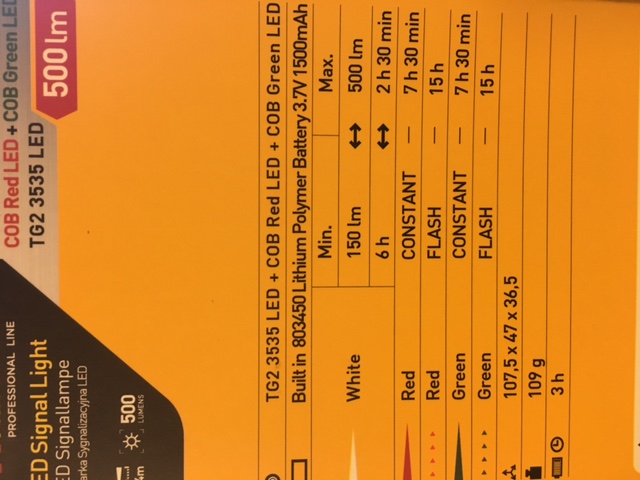 COB Red LED + COB Green LED
TG2 3535 LED
500 lm
PROFESSIONAL LINE
ED Signal Light
ED Signallampe
arka Sygnalizacyjna LED
500
LUMENS
4m
TG2 3535 LED + COB Red LED + COB Green LED
Built in 803450 Lithium Polymer Battery 3.7V 1500mAh
Min. Max.
White 150 lm ↔ 500 lm
6 h ↔ 2 h 30 min
Red CONSTANT — 7 h 30 min
Red FLASH — 15 h
Green CONSTANT — 7 h 30 min
Green FLASH — 15 h
107,5 x 47 x 36,5
109 g
3 h